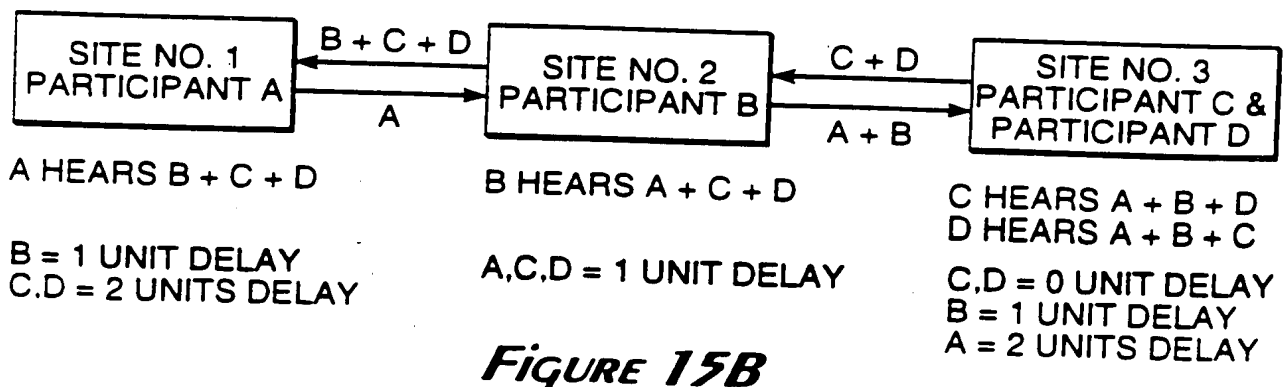 SITE NO. 1
PARTICIPANT A
B + C + D
A
SITE NO. 2
PARTICIPANT B
C + D
A + B
SITE NO. 3
PARTICIPANT C &
PARTICIPANT D
A HEARS B + C + D
B = 1 UNIT DELAY
C,D = 2 UNITS DELAY
B HEARS A + C + D
A,C,D = 1 UNIT DELAY
C HEARS A + B + D
D HEARS A + B + C
C,D = 0 UNIT DELAY
B = 1 UNIT DELAY
A = 2 UNITS DELAY
FIGURE 15B